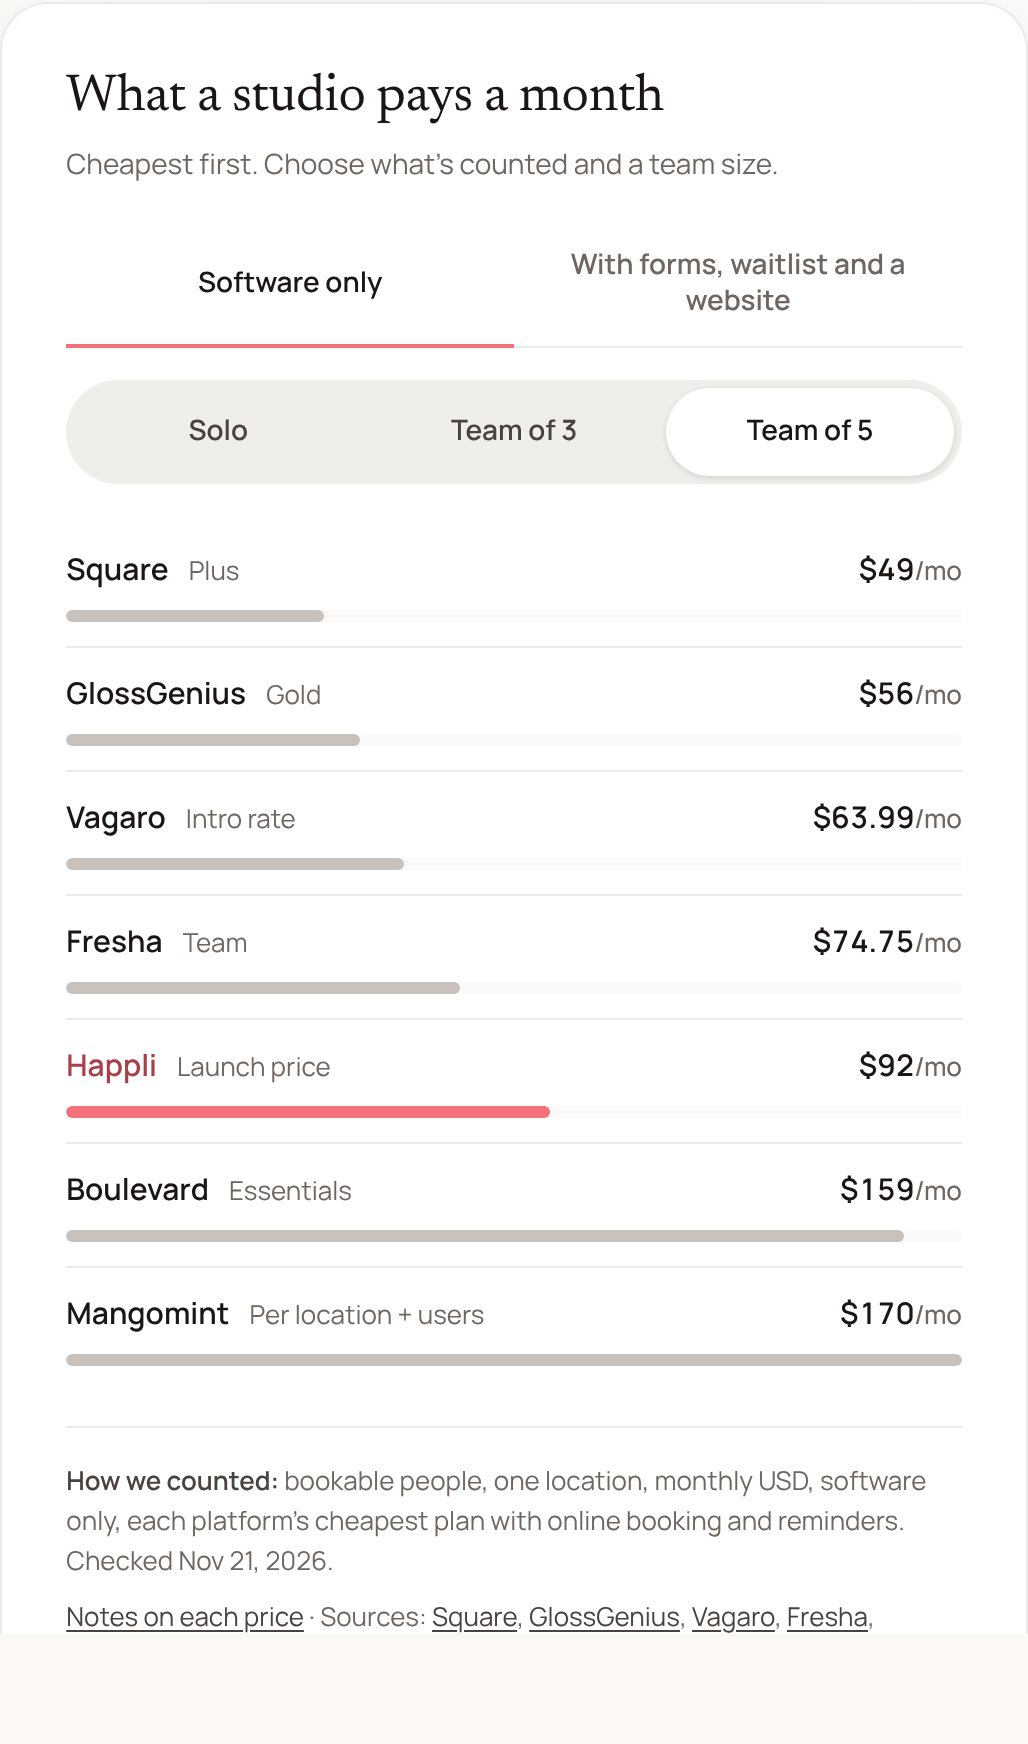 What a studio pays a month
Cheapest first. Choose what's counted and a team size.
Software only
With forms, waitlist and a
website
Solo
Team of 3
Team of 5
Square Plus $49/mo
GlossGenius Gold $56/mo
Vagaro Intro rate $63.99/mo
Fresha Team $74.75/mo
Happli Launch price $92/mo
Boulevard Essentials $159/mo
Mangomint Per location + users $170/mo
How we counted: bookable people, one location, monthly USD, software
only, each platform's cheapest plan with online booking and reminders.
Checked Nov 21, 2026.
Notes on each price · Sources: Square, GlossGenius, Vagaro, Fresha,